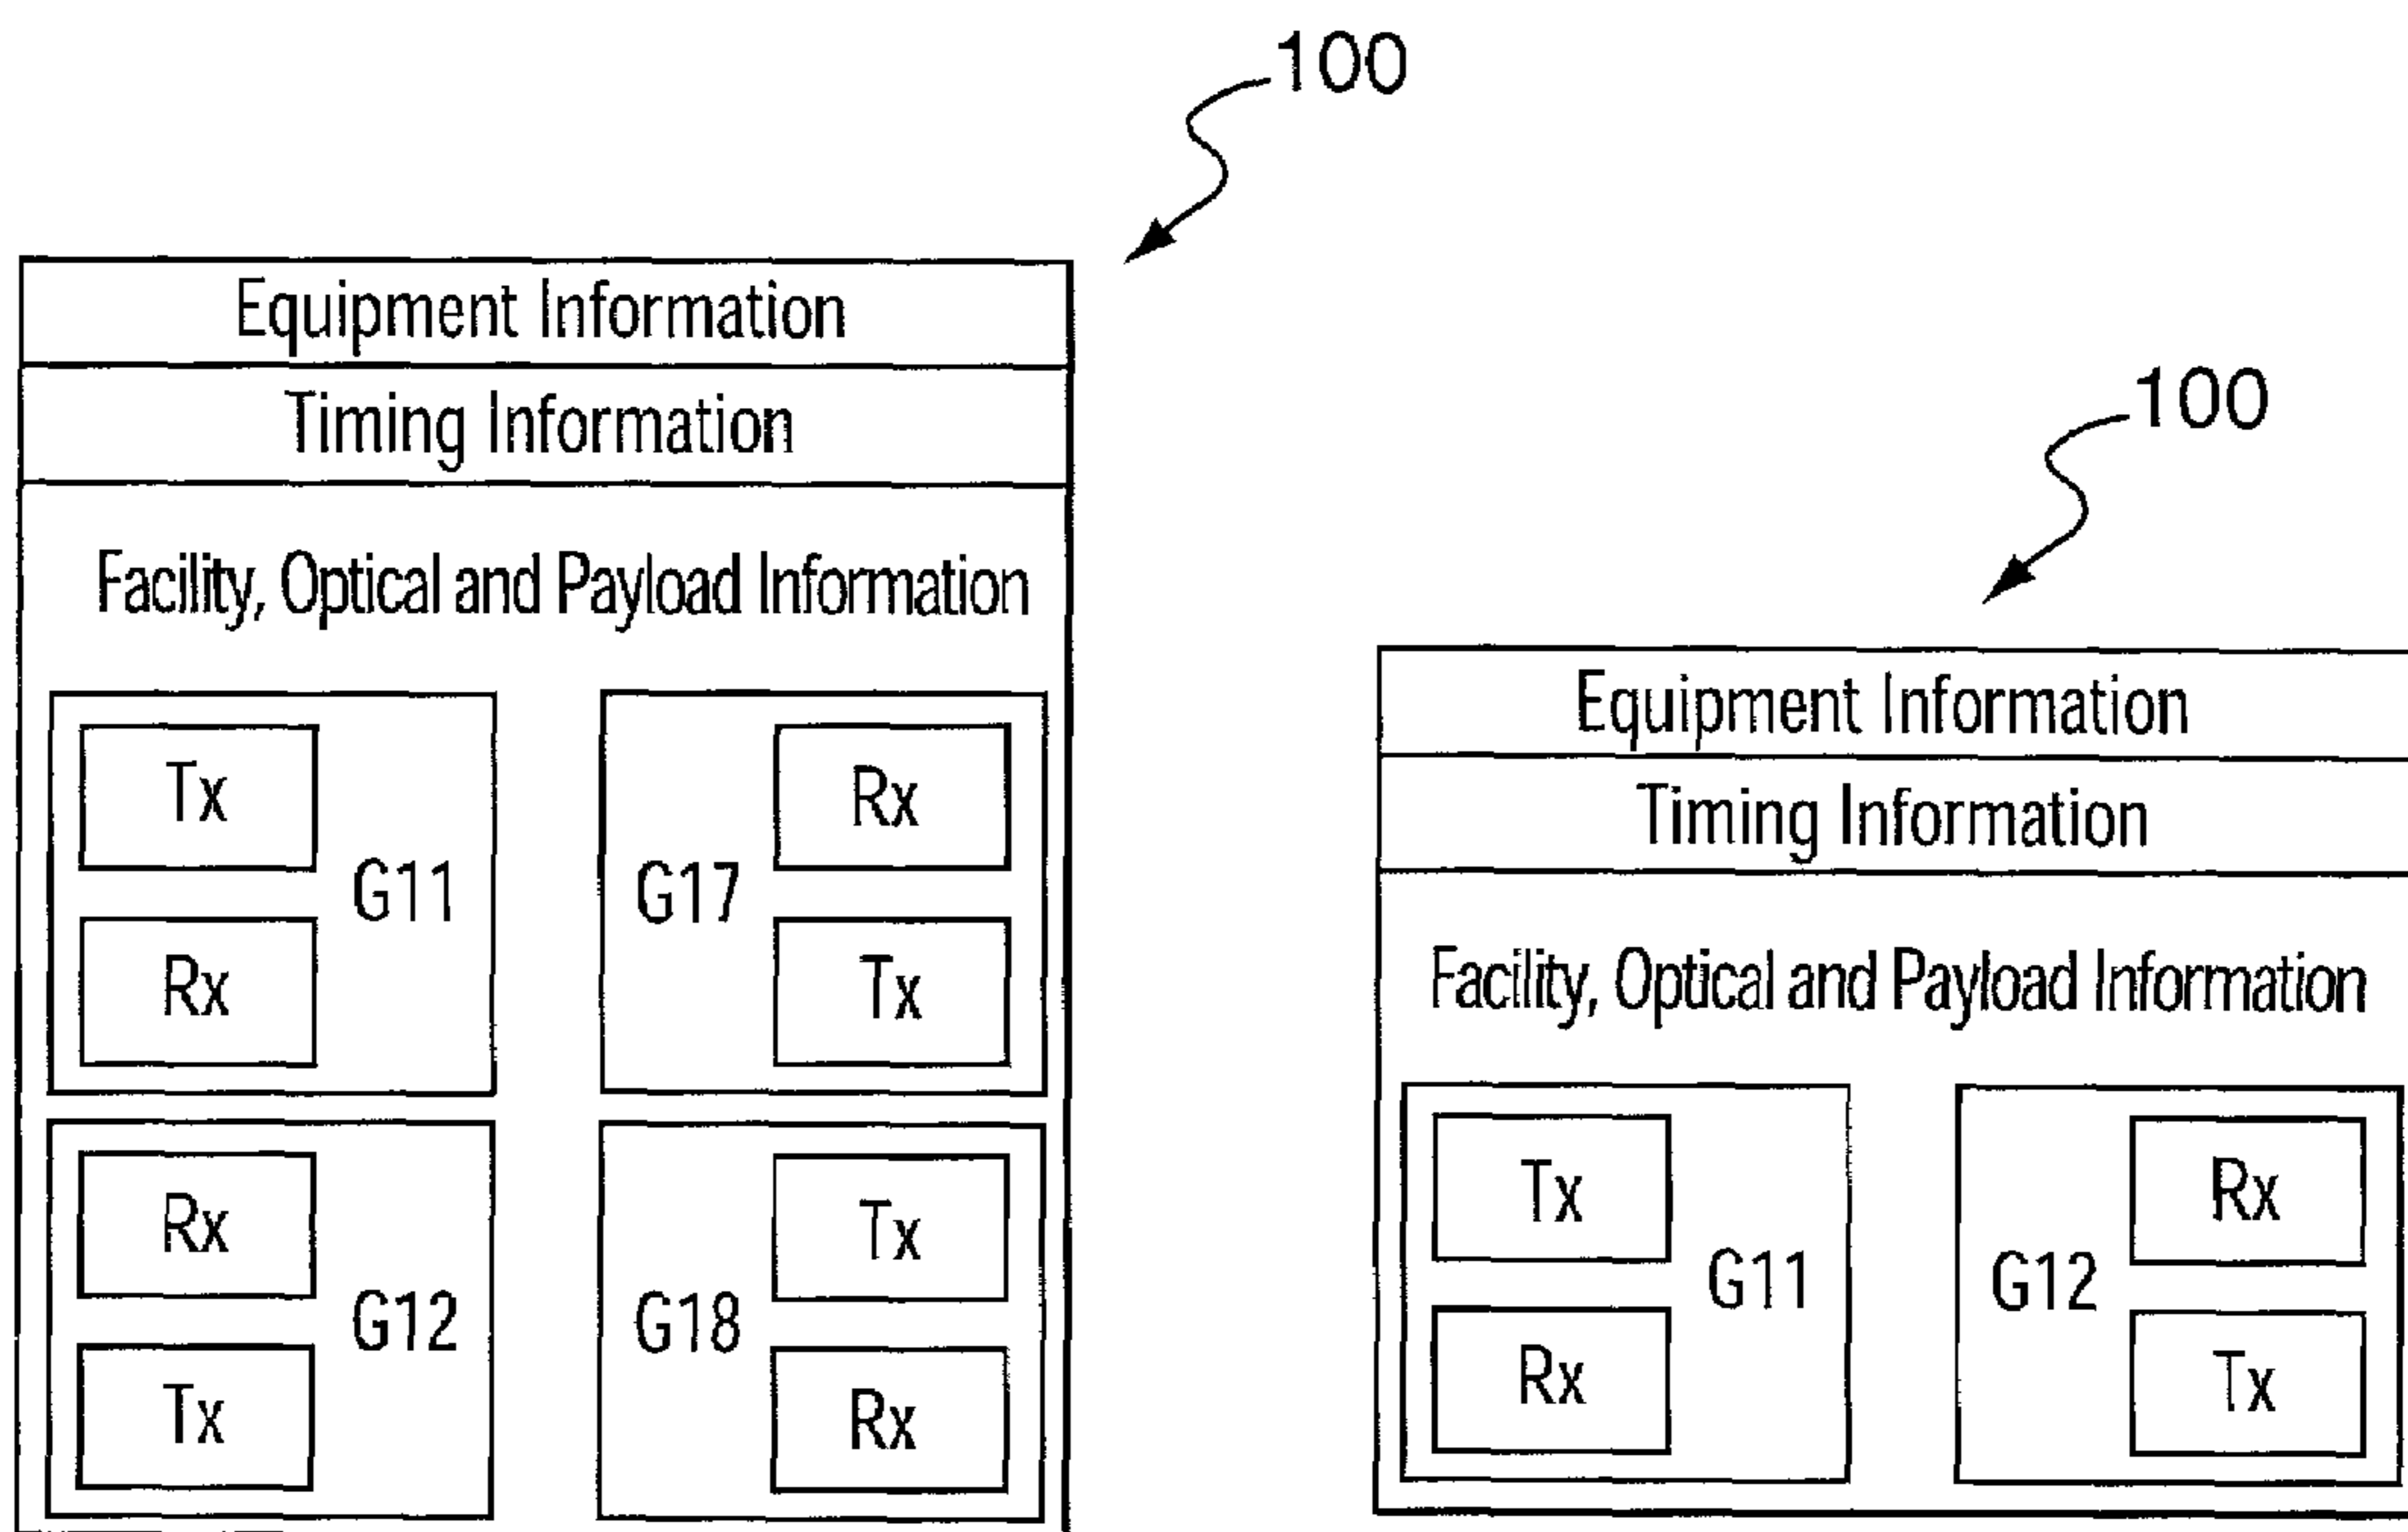 100
Equipment Information
Timing Information
Facility, Optical and Payload Information
Tx
G11
Rx
Rx
G17
Tx
Rx
G12
Tx
Tx
G18
Rx
100
Equipment Information
Timing Information
Facility, Optical and Payload Information
Tx
G11
Rx
Rx
G12
Tx